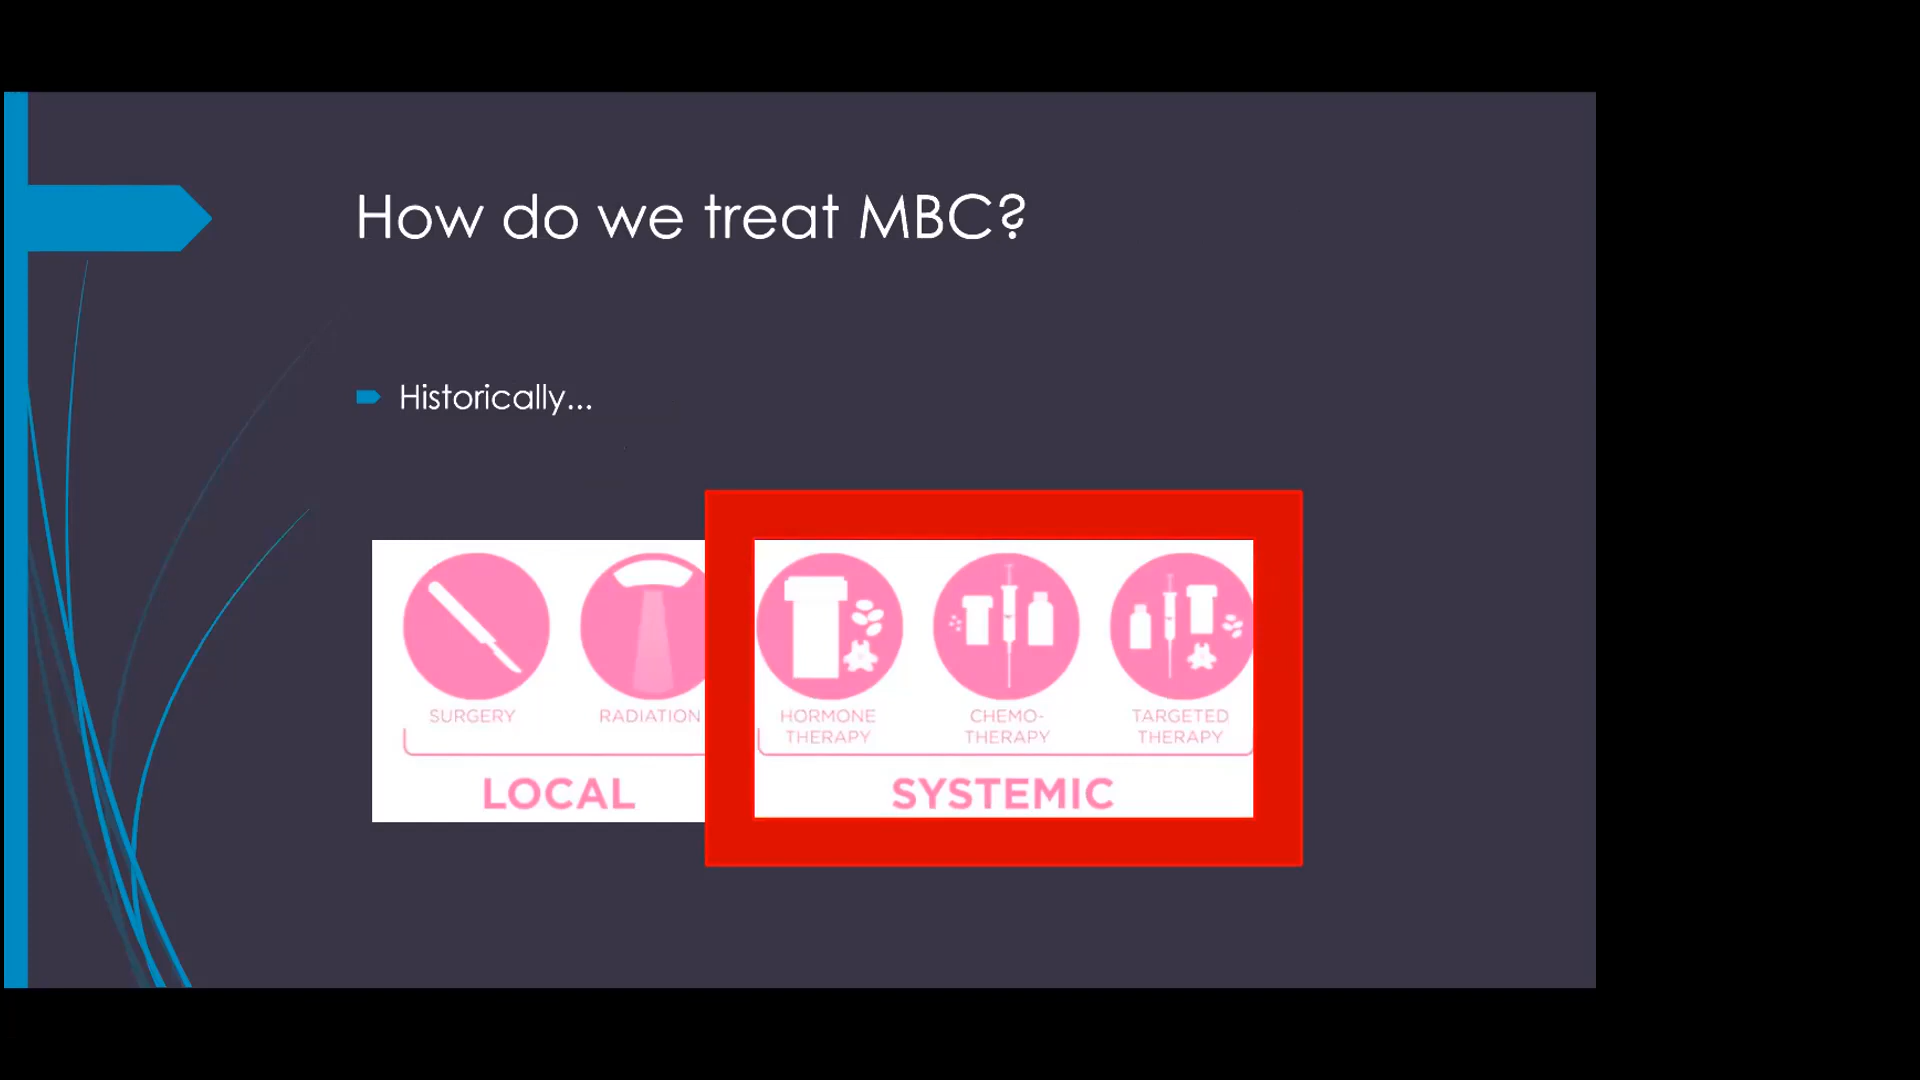 How do we treat MBC?
Historically...
SURGERY
RADIATION
LOCAL
HORMONE
THERAPY
CHEMO-
THERAPY
TARGETED
THERAPY
SYSTEMIC